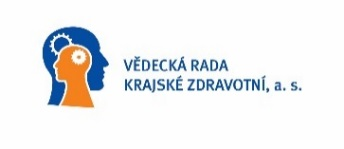 VĚDECKÁ RADA
KRAJSKÉ ZDRAVOTNÍ, a. s.